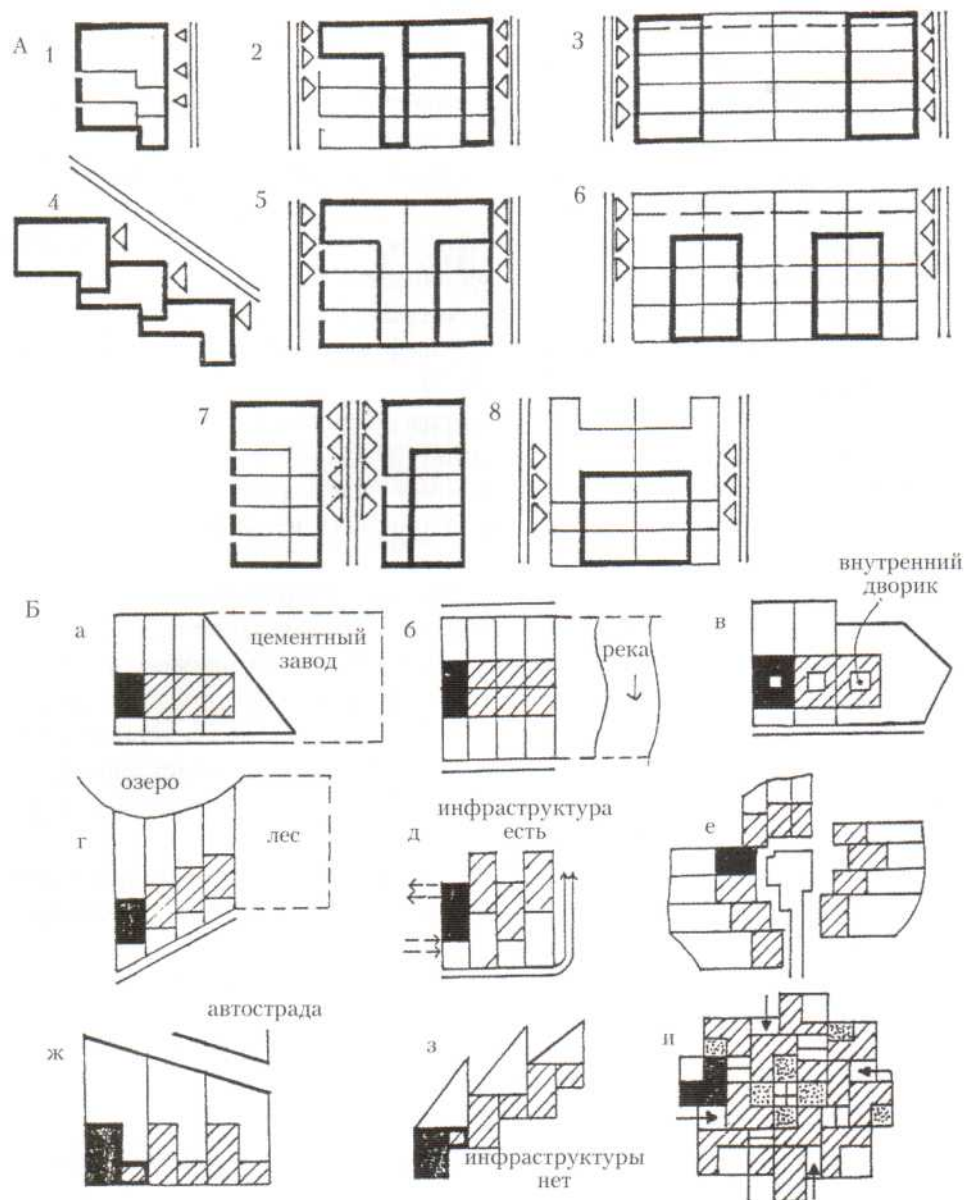 А
1
2
3
4
5
6
7
8
Б
а
цементный
завод
б
река
внутренний
дворик
в
озеро
г
лес
инфраструктура
есть
д
е
автострада
ж
з
инфраструктуры
нет
и